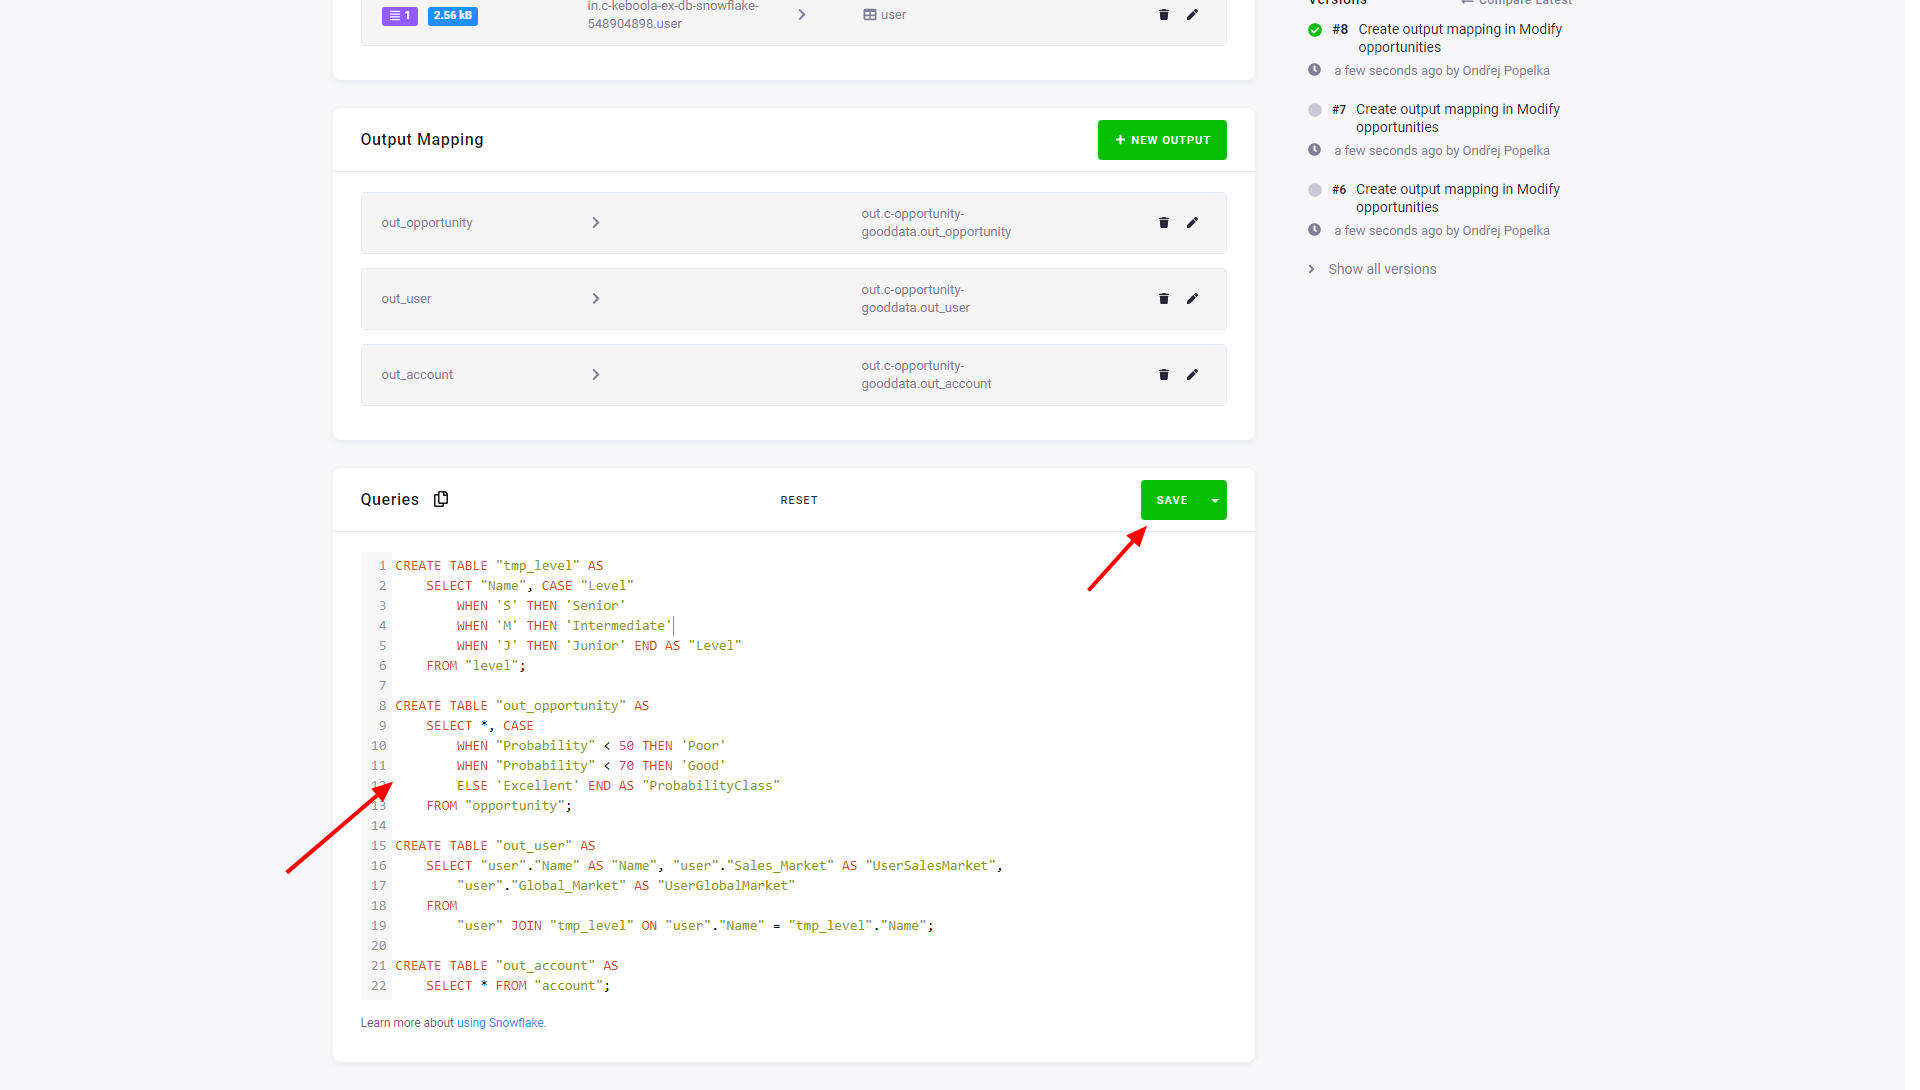 in.c-keboola-ex-db-snowflake-
1 2.56 kB
548904898.user
user
Output Mapping
+ NEW OUTPUT
out_opportunity
out.c-opportunity-
gooddata.out_opportunity
out_user
out.c-opportunity-
gooddata.out_user
out_account
out.c-opportunity-
gooddata.out_account
Queries
RESET
SAVE
1 CREATE TABLE "tmp_level" AS
2 SELECT "Name", CASE "Level"
3 WHEN 'S' THEN 'Senior'
4 WHEN 'M' THEN 'Intermediate'
5 WHEN 'J' THEN 'Junior' END AS "Level"
6 FROM "level";
7
8 CREATE TABLE "out_opportunity" AS
9 SELECT *, CASE
10 WHEN "Probability" < 50 THEN 'Poor'
11 WHEN "Probability" < 70 THEN 'Good'
12 ELSE 'Excellent' END AS "ProbabilityClass"
13 FROM "opportunity";
14
15 CREATE TABLE "out_user" AS
16 SELECT "user"."Name" AS "Name", "user"."Sales_Market" AS "UserSalesMarket",
17 "user"."Global_Market" AS "UserGlobalMarket"
18 FROM
19 "user" JOIN "tmp_level" ON "user"."Name" = "tmp_level"."Name";
20
21 CREATE TABLE "out_account" AS
22 SELECT * FROM "account";
Learn more about using Snowflake.
Versions
Compare Latest
#8 Create output mapping in Modify
opportunities
a few seconds ago by Ondřej Popelka
#7 Create output mapping in Modify
opportunities
a few seconds ago by Ondřej Popelka
#6 Create output mapping in Modify
opportunities
a few seconds ago by Ondřej Popelka
Show all versions